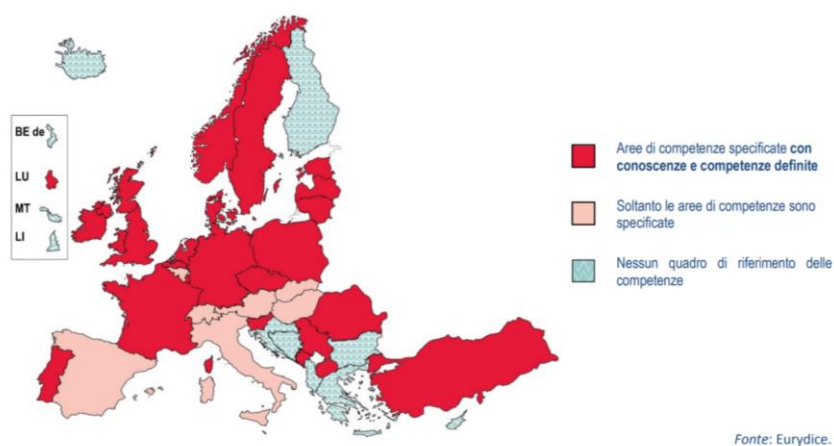 BE de
LU
MT
LI
Aree di competenze specificate con
conoscenze e competenze definite
Soltanto le aree di competenze sono
specificate
Nessun quadro di riferimento delle
competenze
Fonte: Eurydice.